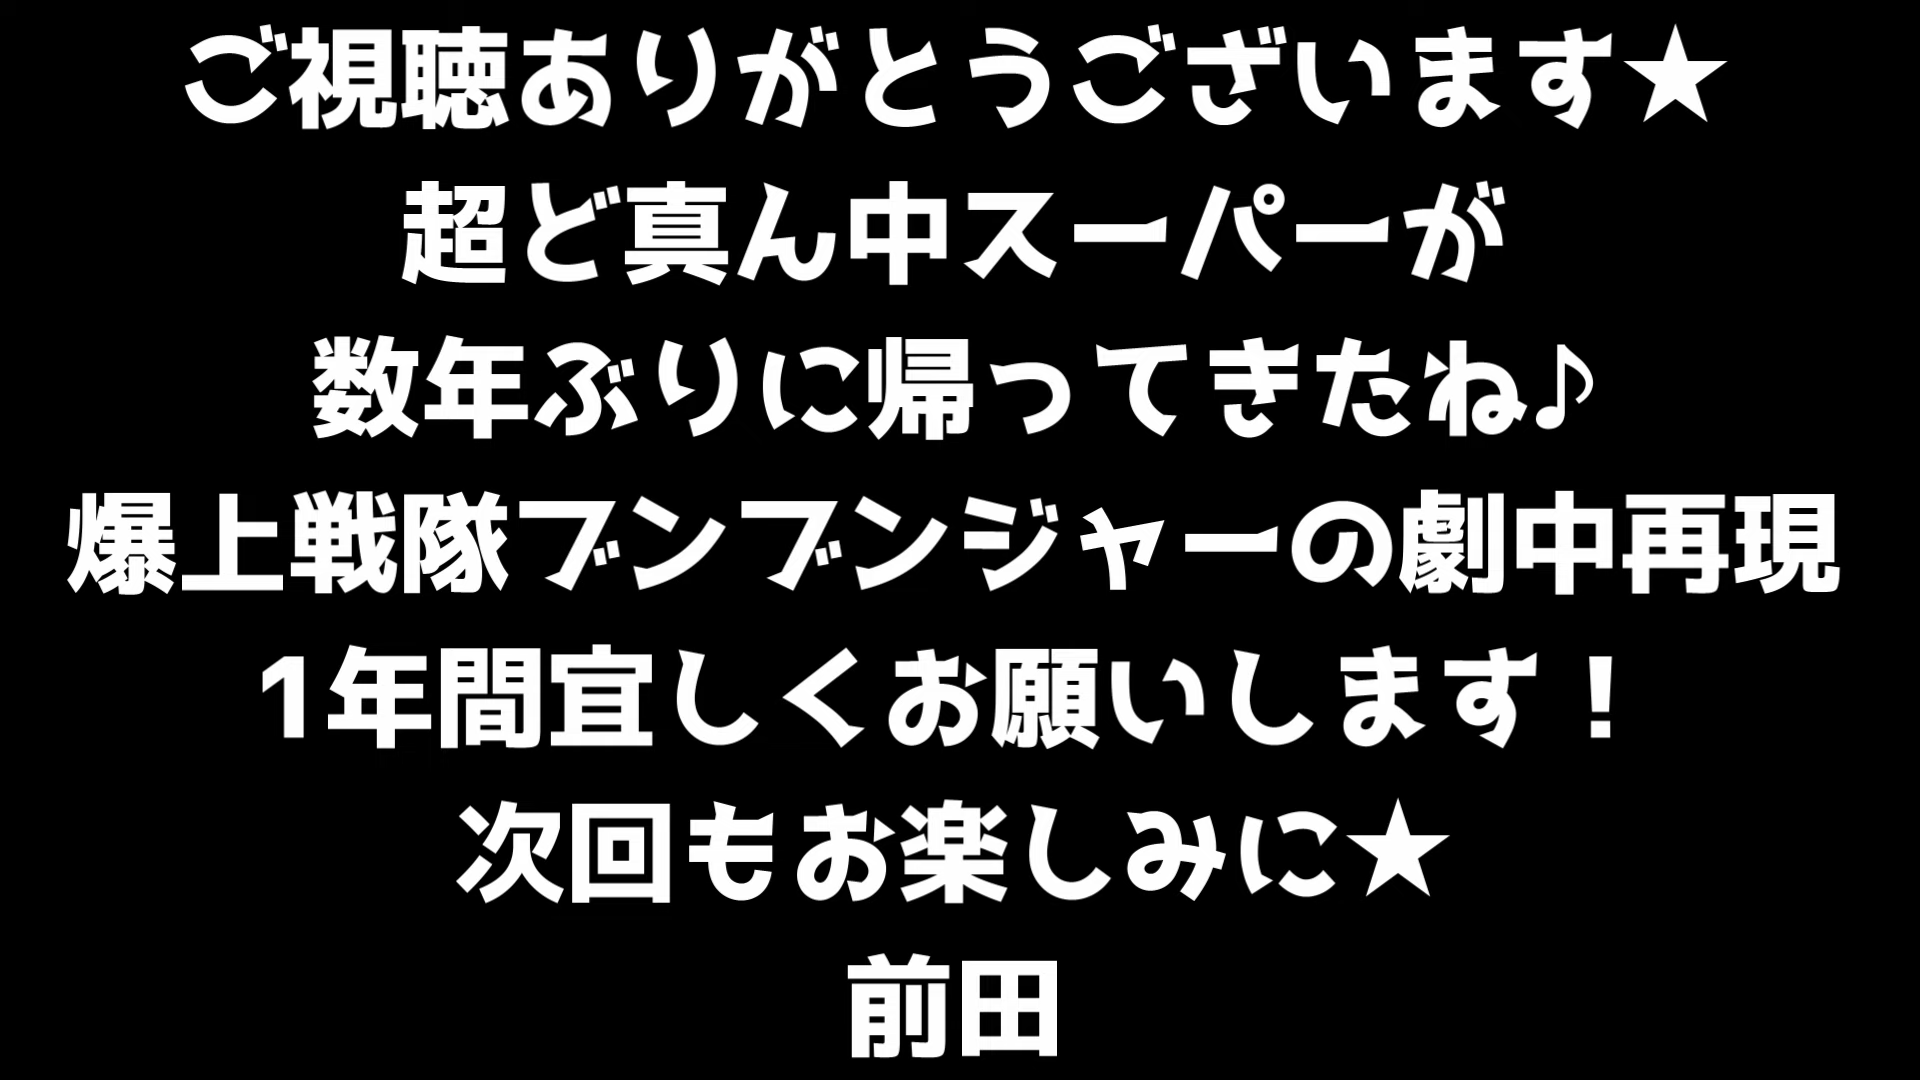 ご視聴ありがとうございます★
超ど真ん中スーパーが
数年ぶりに帰ってきたね♪
爆上戦隊ブンブンジャーの劇中再現
1年間宜しくお願いします！
次回もお楽しみに★
前田